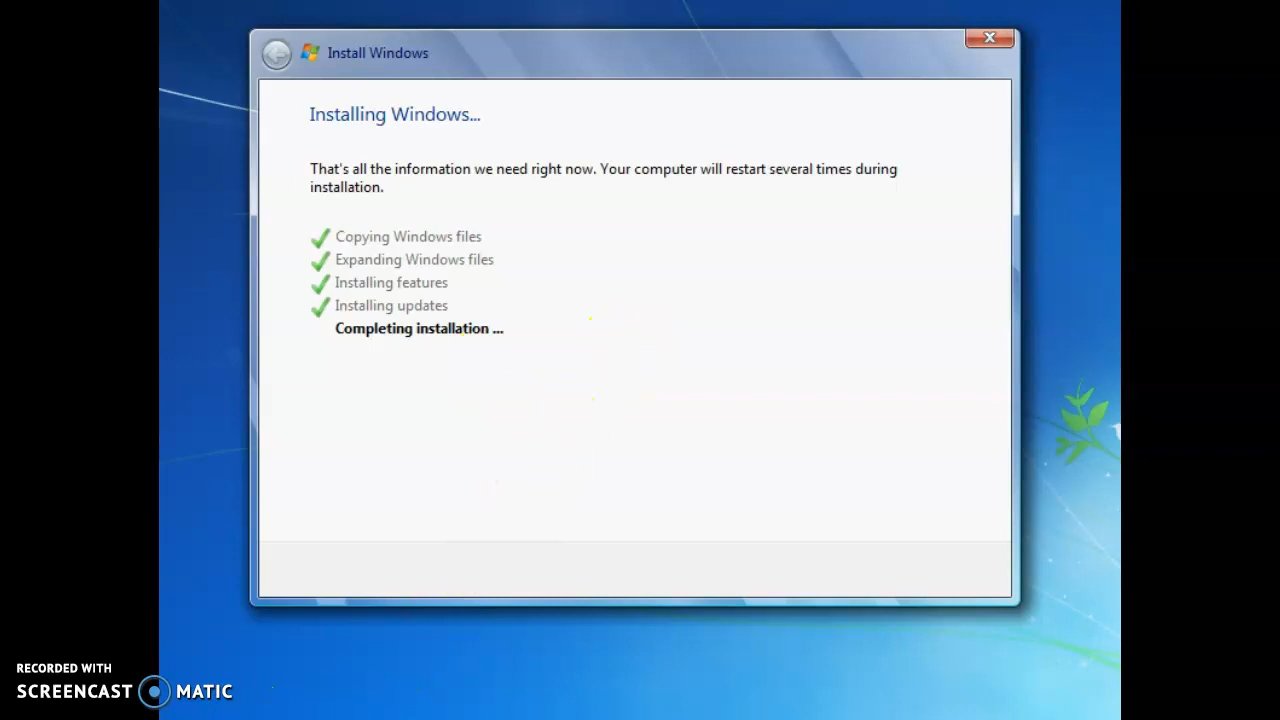 Install Windows
Installing Windows...
That's all the information we need right now. Your computer will restart several times during
installation.
Copying Windows files
Expanding Windows files
Installing features
Installing updates
Completing installation ...
RECORDED WITH
SCREENCAST MATIC